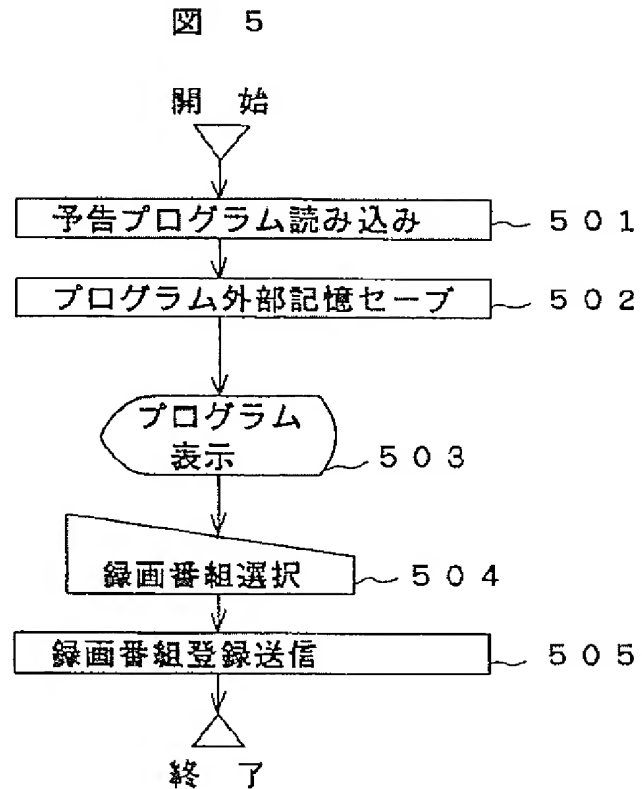 図 5
開 始
予告プログラム読み込み 501
プログラム外部記憶セーブ 502
プログラム
表示 503
録画番組選択 504
録画番組登録送信 505
終 了